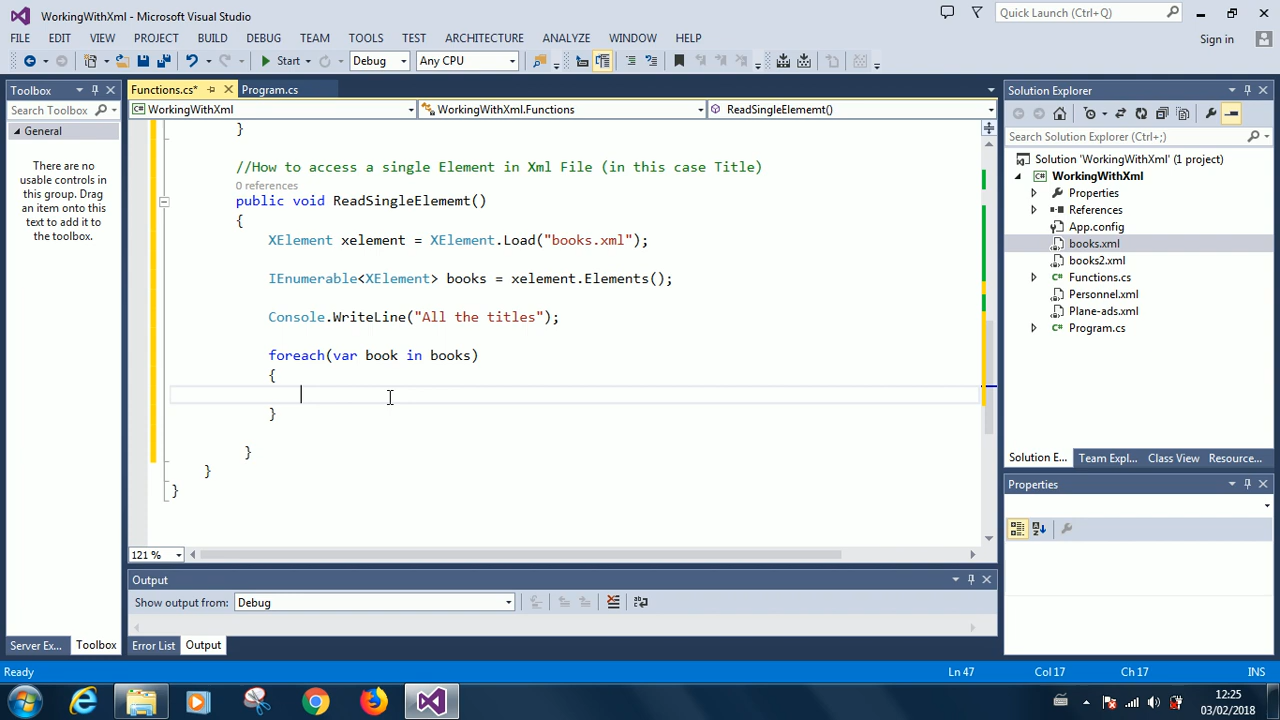 WorkingWithXml - Microsoft Visual Studio
Quick Launch (Ctrl+Q)
FILE EDIT VIEW PROJECT BUILD DEBUG TEAM TOOLS TEST ARCHITECTURE ANALYZE WINDOW HELP
Sign in
Start Debug Any CPU
Toolbox
Search Toolbox
General
There are no
usable controls in
this group. Drag
an item onto this
text to add it to
the toolbox.
Server Ex... Toolbox
Functions.cs* Program.cs
WorkingWithXml WorkingWithXml.Functions ReadSingleElememt()
}
//How to access a single Element in Xml File (in this case Title)
0 references
public void ReadSingleElememt()
{
XElement xelement = XElement.Load("books.xml");
IEnumerable<XElement> books = xelement.Elements();
Console.WriteLine("All the titles");
foreach(var book in books)
{
}
}
}
}
121 %
Output
Show output from: Debug
Error List Output
Solution Explorer
Search Solution Explorer (Ctrl+;)
Solution 'WorkingWithXml' (1 project)
WorkingWithXml
Properties
References
App.config
books.xml
books2.xml
Functions.cs
Personnel.xml
Plane-ads.xml
Program.cs
Solution E... Team Expl... Class View Resource...
Properties
Ready Ln 47 Col 17 Ch 17 INS
12:25
03/02/2018